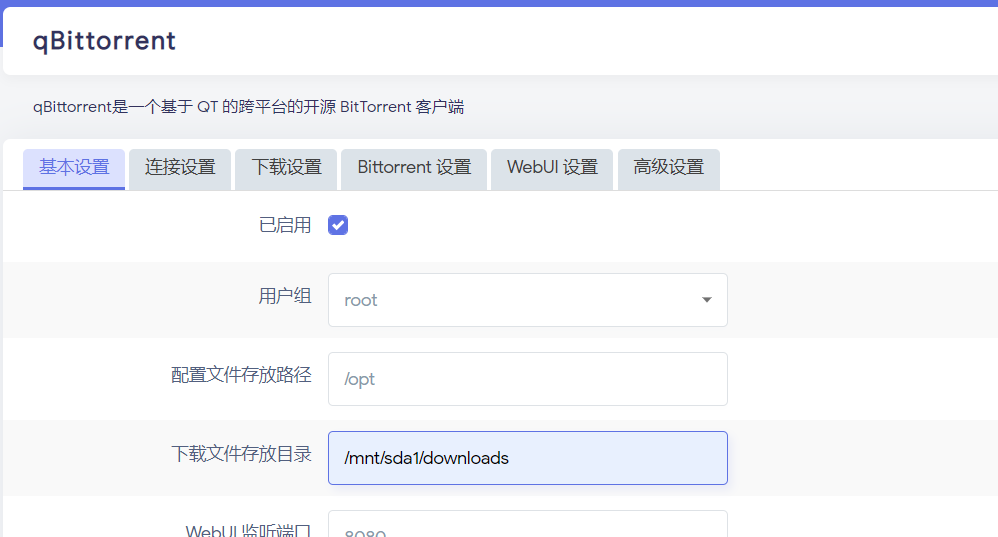 qBittorrent
qBittorrent是一个基于 QT 的跨平台的开源 BitTorrent 客户端
基本设置 连接设置 下载设置 Bittorrent 设置 WebUI 设置 高级设置
已启用
用户组 root
配置文件存放路径 /opt
下载文件存放目录 /mnt/sda1/downloads
WebUI 监听端口 8080